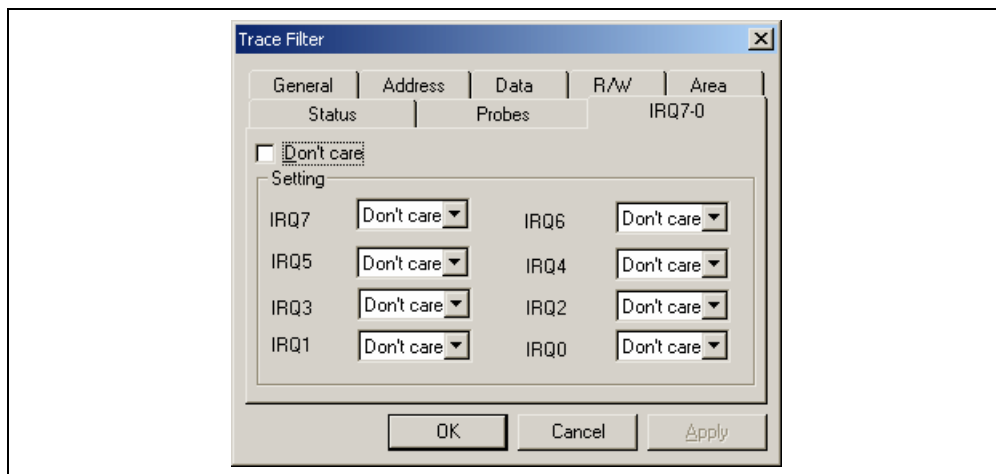 Trace Filter
General Address Data R/W Area
Status Probes IRQ7-0
Don't care
Setting
IRQ7 Don't care IRQ6 Don't care
IRQ5 Don't care IRQ4 Don't care
IRQ3 Don't care IRQ2 Don't care
IRQ1 Don't care IRQ0 Don't care
OK Cancel Apply